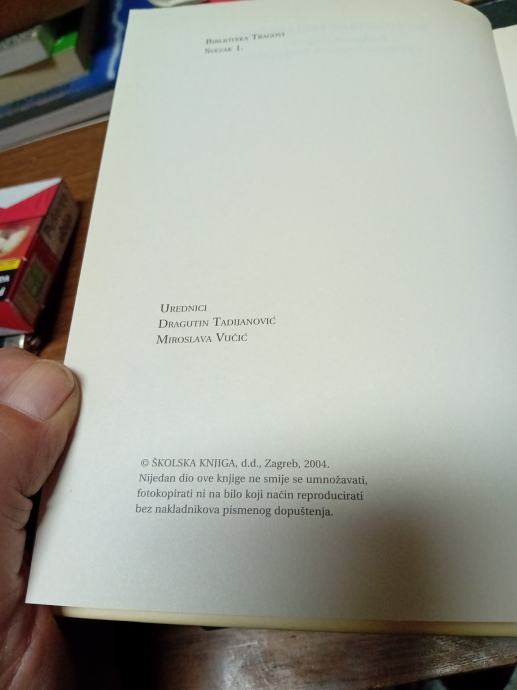 Biblioteka Tragovi
Svezak 1.
Urednici
Dragutin Tadijanović
Miroslava Vučić
© ŠKOLSKA KNJIGA, d.d., Zagreb, 2004.
Nijedan dio ove knjige ne smije se umnožavati,
fotokopirati ni na bilo koji način reproducirati
bez nakladnikova pismenog dopuštenja.